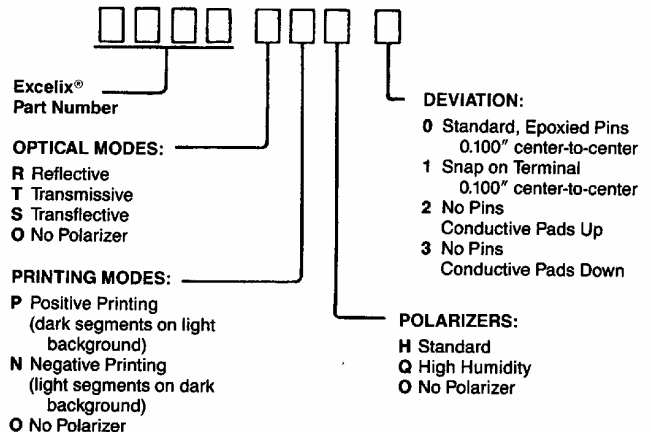 Excelix®
Part Number
OPTICAL MODES:
R Reflective
T Transmissive
S Transflective
O No Polarizer
PRINTING MODES:
P Positive Printing
(dark segments on light
background)
N Negative Printing
(light segments on dark
background)
O No Polarizer
DEVIATION:
0 Standard, Epoxied Pins
0.100" center-to-center
1 Snap on Terminal
0.100" center-to-center
2 No Pins
Conductive Pads Up
3 No Pins
Conductive Pads Down
POLARIZERS:
H Standard
Q High Humidity
O No Polarizer